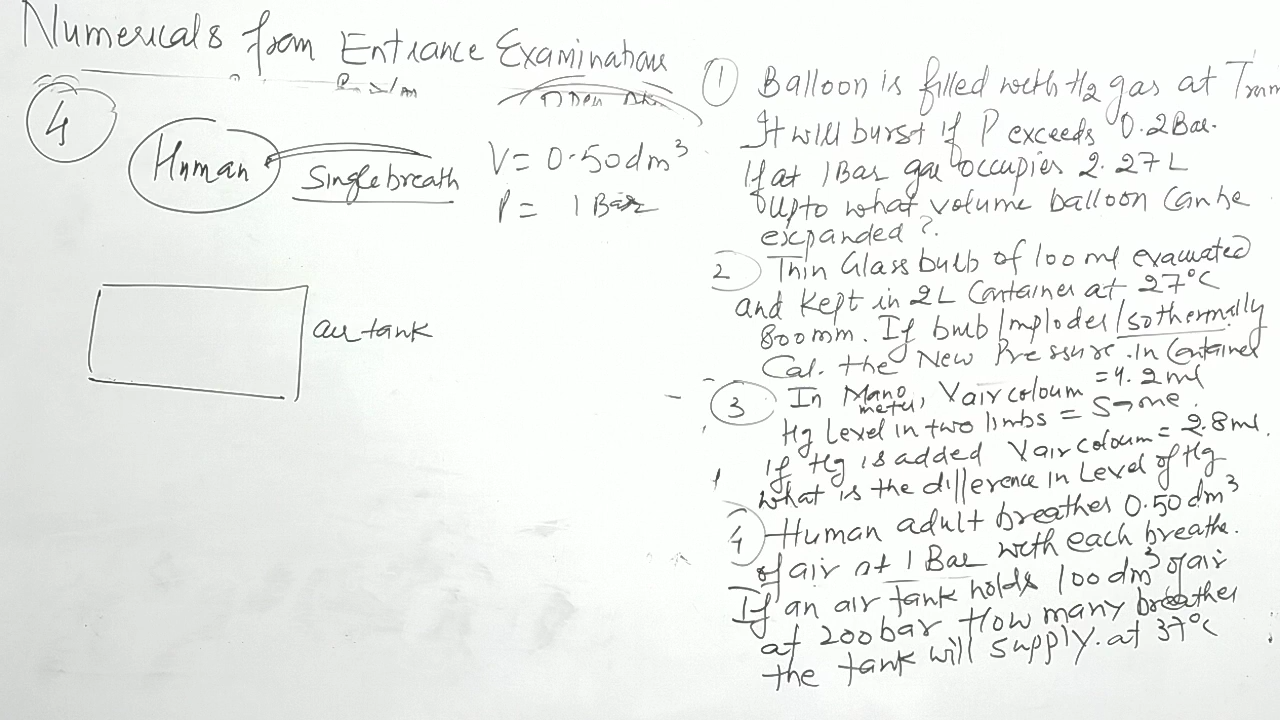 Numericals from Entrance Examinations
4
Human
Single breath
V = 0.50 dm³
P = 1 Bar
air tank
1 Balloon is filled with H₂ gas at Troom
It will burst if P exceeds 0.2 Bar.
If at 1 Bar gas occupies 2.27 L
upto what volume balloon can be
expanded?
2 Thin Glass bulb of 100 ml evacuated
and Kept in 2L Container at 27°C
800 mm. If bulb Implodes Isothermally
Cal. the New Pressure. In Container
3 In Manometer, Vair coloum = 4.2 ml
Hg Level in two limbs = Same.
If Hg is added Vair coloum = 2.8 ml.
what is the difference in Level of Hg
4 Human adult breathes 0.50 dm³
of air at 1 Bar with each breathe.
If an air tank holds 100 dm³ of air
at 200 bar How many breathes
the tank will supply. at 37°C